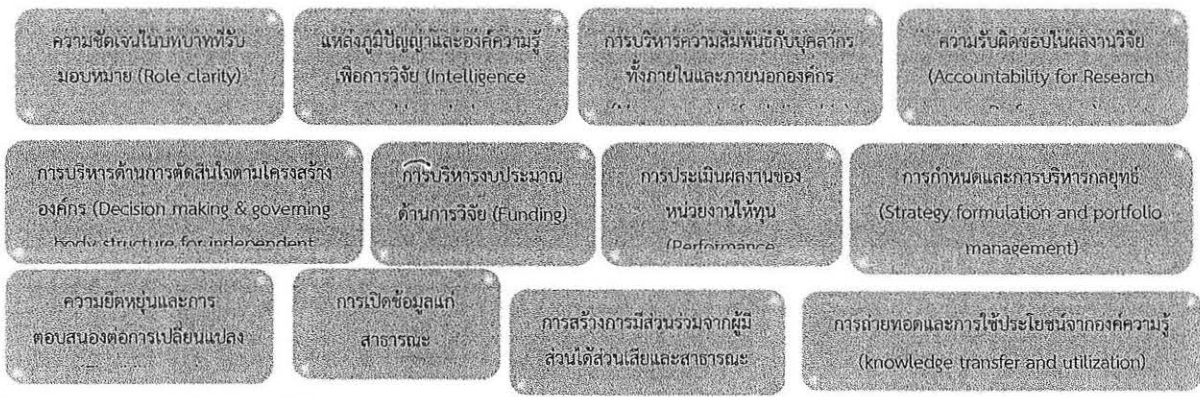 ความชัดเจนในบทบาทที่รับ
มอบหมาย (Role clarity)
แหล่งภูมิปัญญาและองค์ความรู้
เพื่อการวิจัย (Intelligence
การบริหารความสัมพันธ์กับบุคลากร
ทั้งภายในและภายนอกองค์กร
ความรับผิดชอบในผลงานวิจัย
(Accountability for Research
การบริหารด้านการตัดสินใจตามโครงสร้าง
องค์กร (Decision making & governing
body structure for independent
การบริหารงบประมาณ
ด้านการวิจัย (Funding)
การประเมินผลงานของ
หน่วยงานให้ทุน
(Performance
การกำหนดและการบริหารกลยุทธ์
(Strategy formulation and portfolio
management)
ความยืดหยุ่นและการ
ตอบสนองต่อการเปลี่ยนแปลง
การเปิดข้อมูลแก่
สาธารณะ
การสร้างการมีส่วนร่วมจากผู้มี
ส่วนได้ส่วนเสียและสาธารณะ
การถ่ายทอดและการใช้ประโยชน์จากองค์ความรู้
(knowledge transfer and utilization)